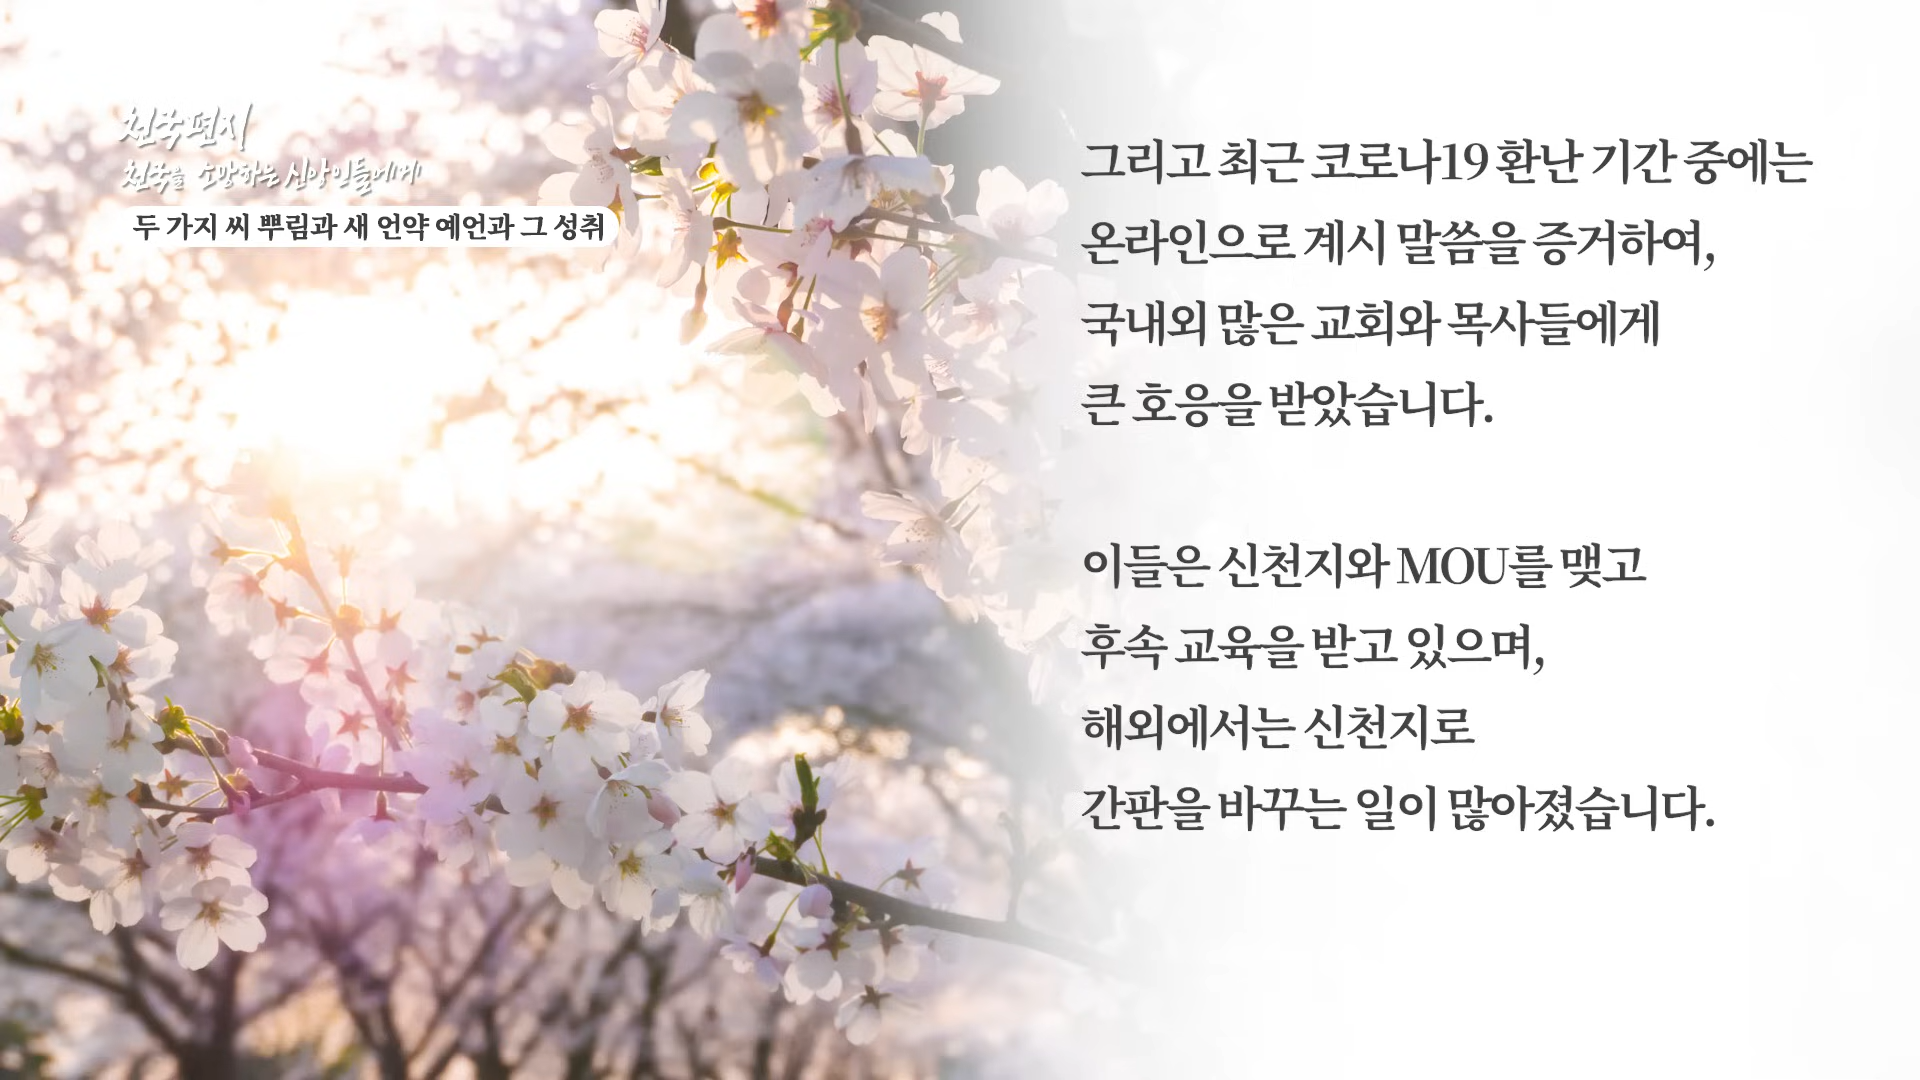 천국편지
천국을 소망하는 신앙인들에게
두 가지 씨 뿌림과 새 언약 예언과 그 성취
그리고 최근 코로나19 환난 기간 중에는
온라인으로 계시 말씀을 증거하여,
국내외 많은 교회와 목사들에게
큰 호응을 받았습니다.
이들은 신천지와 MOU를 맺고
후속 교육을 받고 있으며,
해외에서는 신천지로
간판을 바꾸는 일이 많아졌습니다.